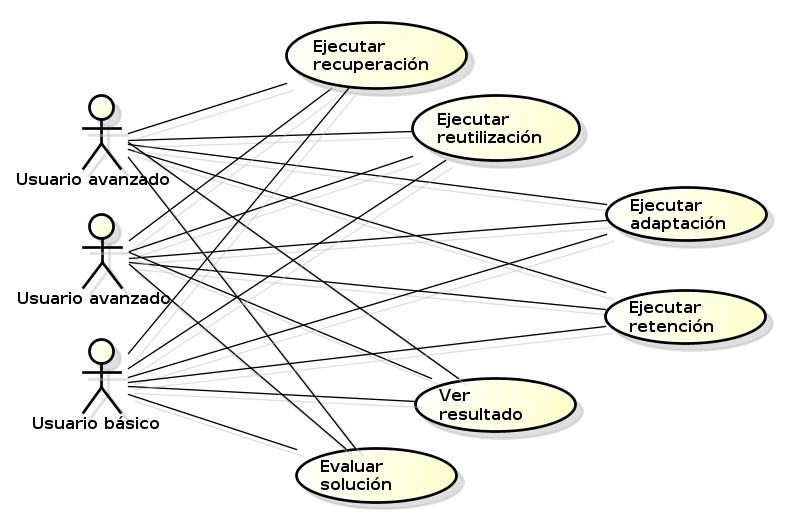 Ejecutar
recuperación
Ejecutar
reutilización
Usuario avanzado
Ejecutar
adaptación
Usuario avanzado
Ejecutar
retención
Ver
resultado
Usuario básico
Evaluar
solución